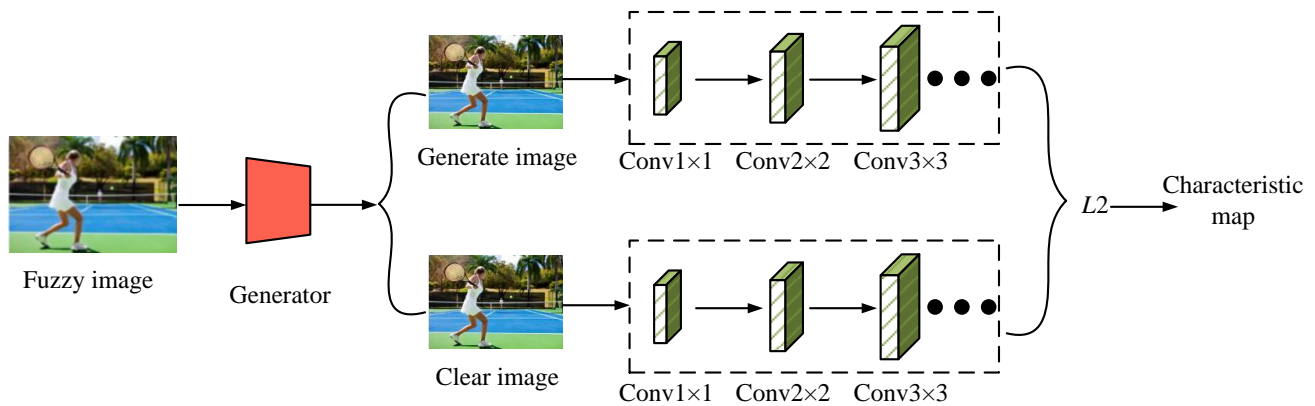 Generate image
Conv1×1
Conv2×2
Conv3×3
Fuzzy image
Generator
L2
Characteristic
map
Clear image
Conv1×1
Conv2×2
Conv3×3